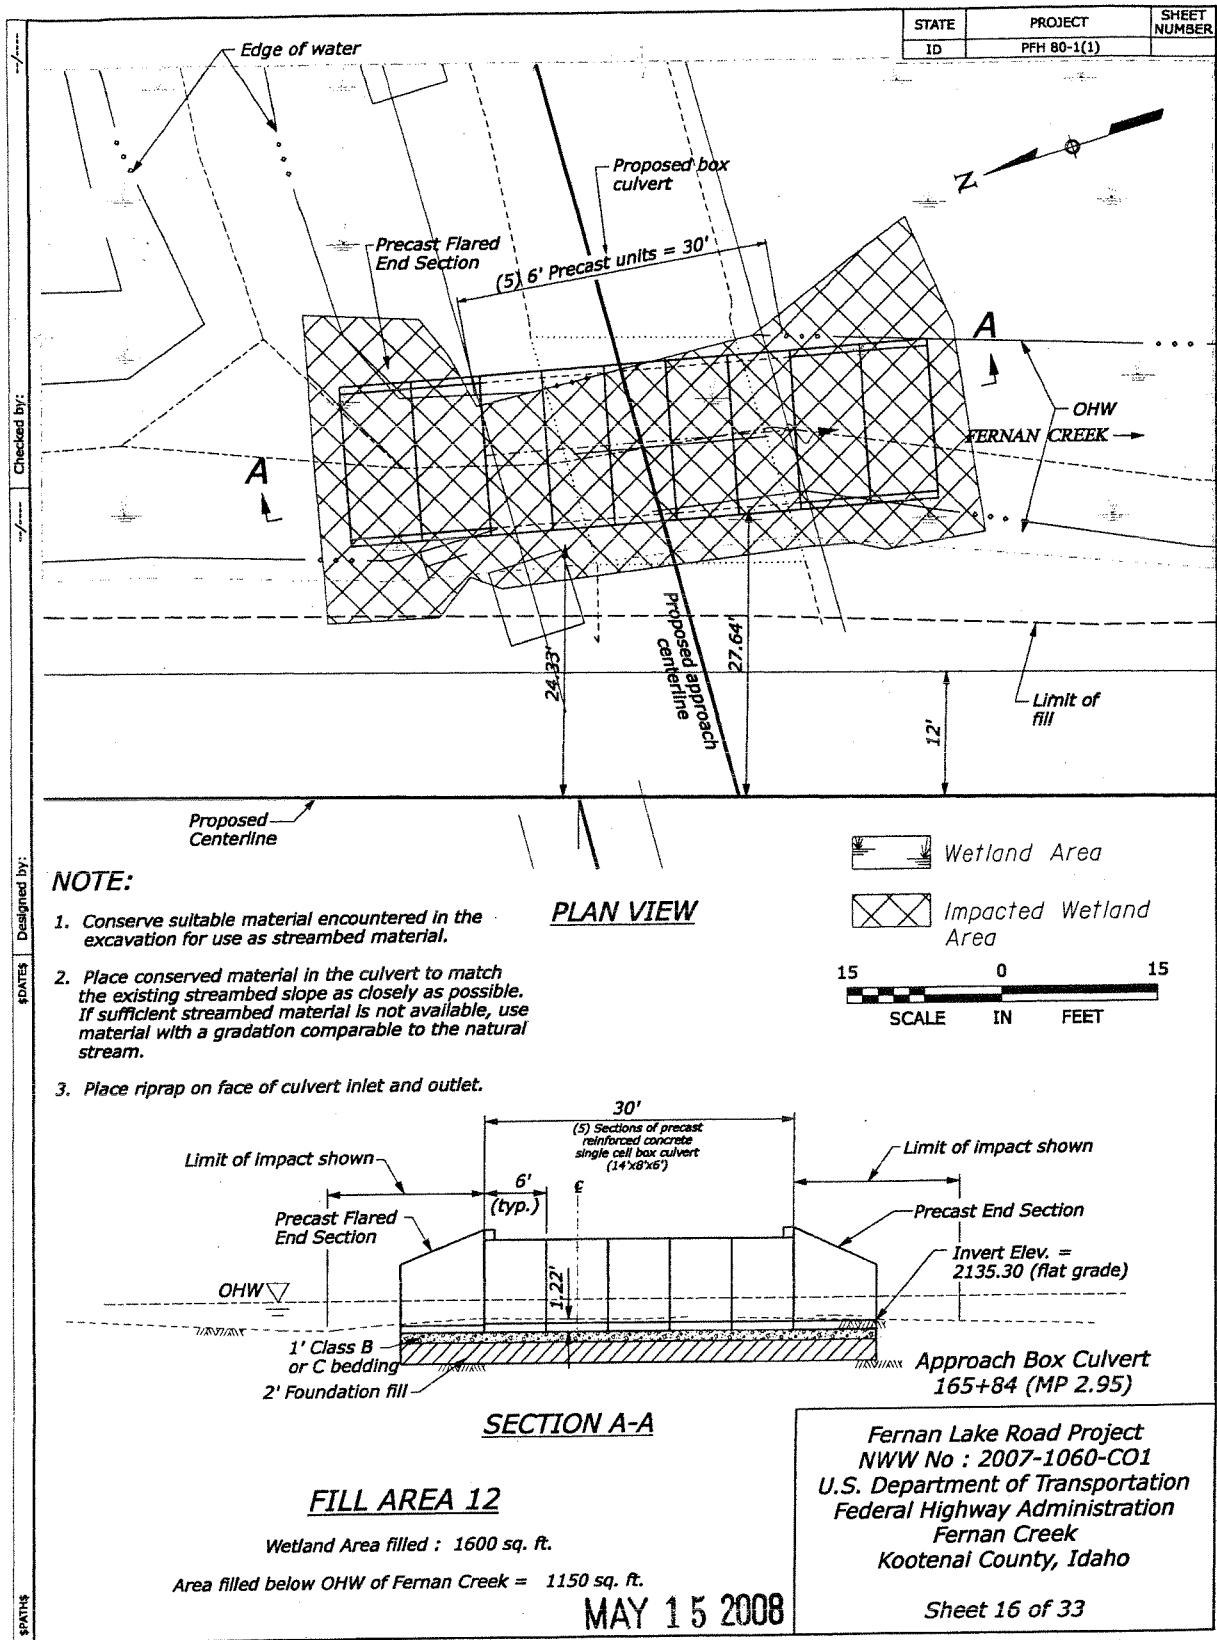 STATE PROJECT SHEET NUMBER
ID PFH 80-1(1)
Edge of water
Proposed box
culvert
N
Precast Flared
End Section
(5) 6' Precast units = 30'
A
OHW
FERNAN CREEK
A
24.33'
Proposed approach
centerline
27.64'
12'
Limit of
fill
Proposed
Centerline
Wetland Area
Impacted Wetland
Area
PLAN VIEW
NOTE:
1. Conserve suitable material encountered in the
excavation for use as streambed material.
2. Place conserved material in the culvert to match
the existing streambed slope as closely as possible.
If sufficient streambed material is not available, use
material with a gradation comparable to the natural
stream.
3. Place riprap on face of culvert inlet and outlet.
15 0 15
SCALE IN FEET
30'
(5) Sections of precast
reinforced concrete
single cell box culvert
(14'x8'x6')
Limit of impact shown
Limit of impact shown
6'
(typ.)
Precast Flared
End Section
Precast End Section
Invert Elev. =
2135.30 (flat grade)
OHW
1.22'
1' Class B
or C bedding
2' Foundation fill
Approach Box Culvert
165+84 (MP 2.95)
SECTION A-A
FILL AREA 12
Wetland Area filled : 1600 sq. ft.
Area filled below OHW of Fernan Creek = 1150 sq. ft.
MAY 15 2008
Fernan Lake Road Project
NWW No : 2007-1060-CO1
U.S. Department of Transportation
Federal Highway Administration
Fernan Creek
Kootenai County, Idaho
Sheet 16 of 33
--/----
Checked by:
--/----
Designed by:
$DATE$
$PATH$